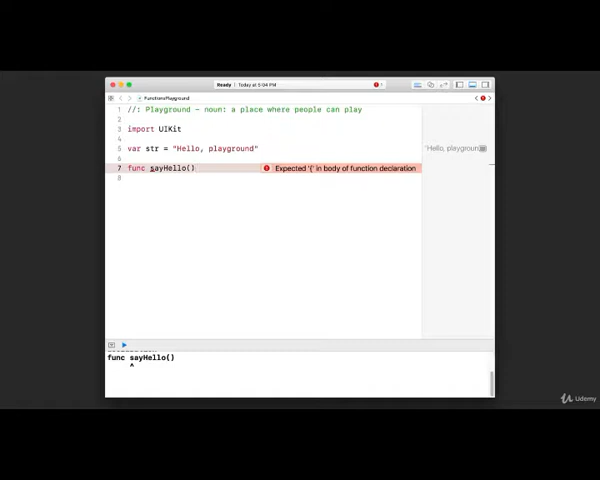 Ready | Today at 5:04 PM
FunctionsPlayground
1 //: Playground - noun: a place where people can play
2
3 import UIKit
4
5 var str = "Hello, playground"
"Hello, playground
6
7 func sayHello()
Expected '{' in body of function declaration
8
func sayHello()
^
Udemy